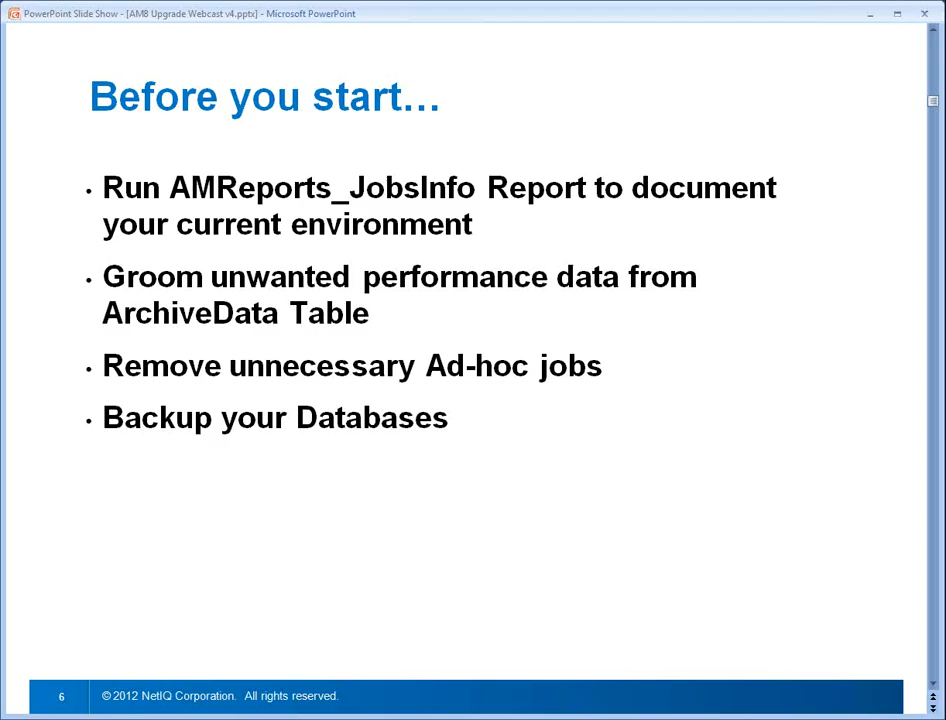 PowerPoint Slide Show - [AM8 Upgrade Webcast v4.pptx] - Microsoft PowerPoint
Before you start...
• Run AMReports_JobsInfo Report to document
your current environment
• Groom unwanted performance data from
ArchiveData Table
• Remove unnecessary Ad-hoc jobs
• Backup your Databases
6 © 2012 NetIQ Corporation. All rights reserved.